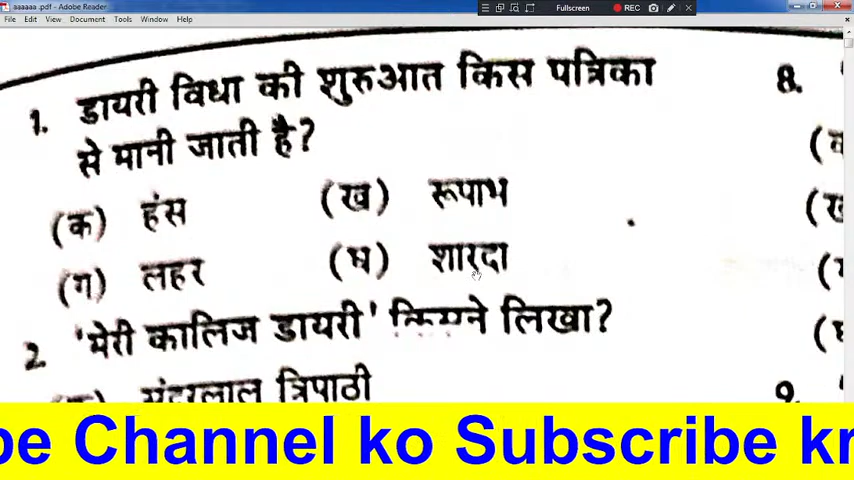 aaaaaa .pdf - Adobe Reader
Fullscreen REC
File Edit View Document Tools Window Help
1. डायरी विधा की शुरुआत किस पत्रिका
से मानी जाती है?
(क) हंस (ख) रूपाभ
(ग) लहर (घ) शारदा
2. 'मेरी कालिज डायरी' किसने लिखा?
त्रिपाठी
8.
9.
be Channel ko Subscribe kr